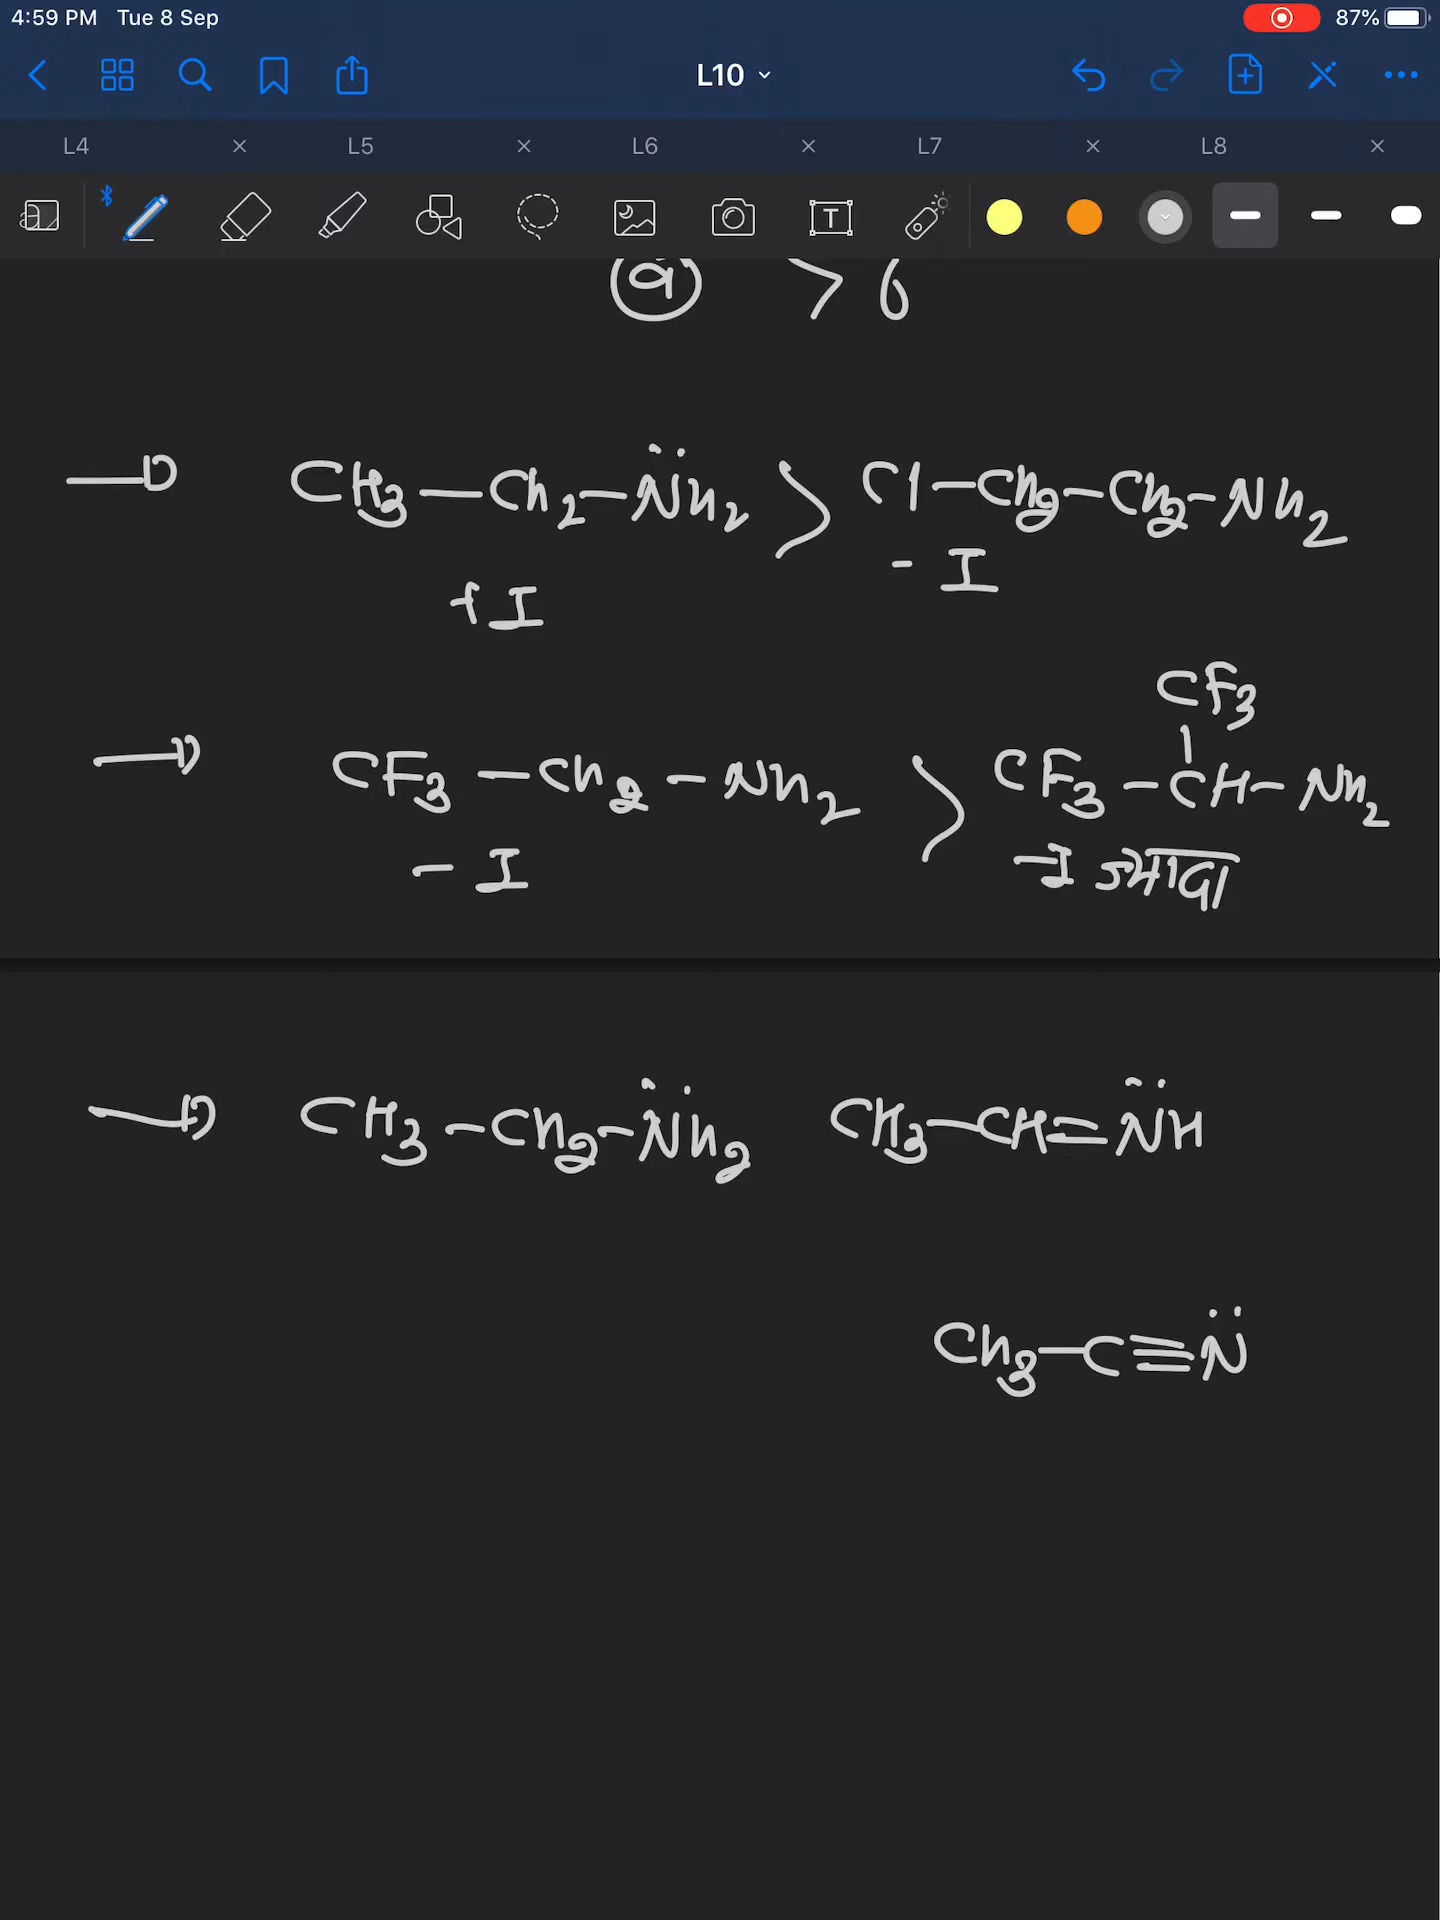 4:59 PM Tue 8 Sep 87%
L10
L4 × L5 × L6 × L7 × L8 ×
a T
(a) > 6
CH3—CH2—N̈H2 > Cl—CH2—CH2—NH2
+I - I
CF3
CF3—CH2—NH2 > CF3—CH—NH2
- I -I ज्यादा
CH3—CH2—N̈H2 CH3—CH=N̈H
CH3—C≡N̈